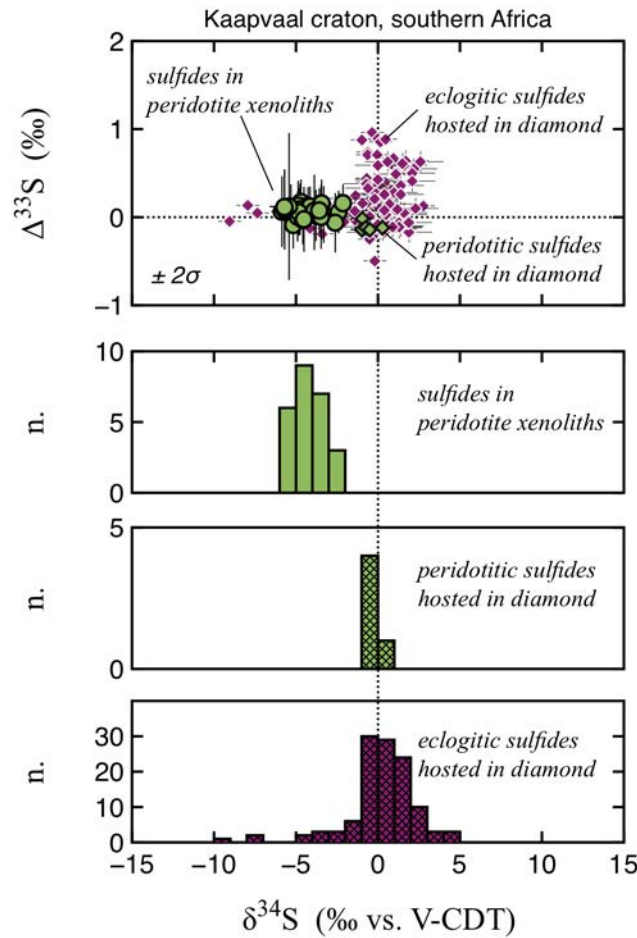 Kaapvaal craton, southern Africa
2
1
0
−1
Δ³³S (‰)
sulfides in
peridotite xenoliths
eclogitic sulfides
hosted in diamond
peridotitic sulfides
hosted in diamond
± 2σ
10
5
0
n.
sulfides in
peridotite xenoliths
5
0
n.
peridotitic sulfides
hosted in diamond
30
20
10
0
n.
eclogitic sulfides
hosted in diamond
−15 −10 −5 0 5 10 15
δ³⁴S (‰ vs. V-CDT)